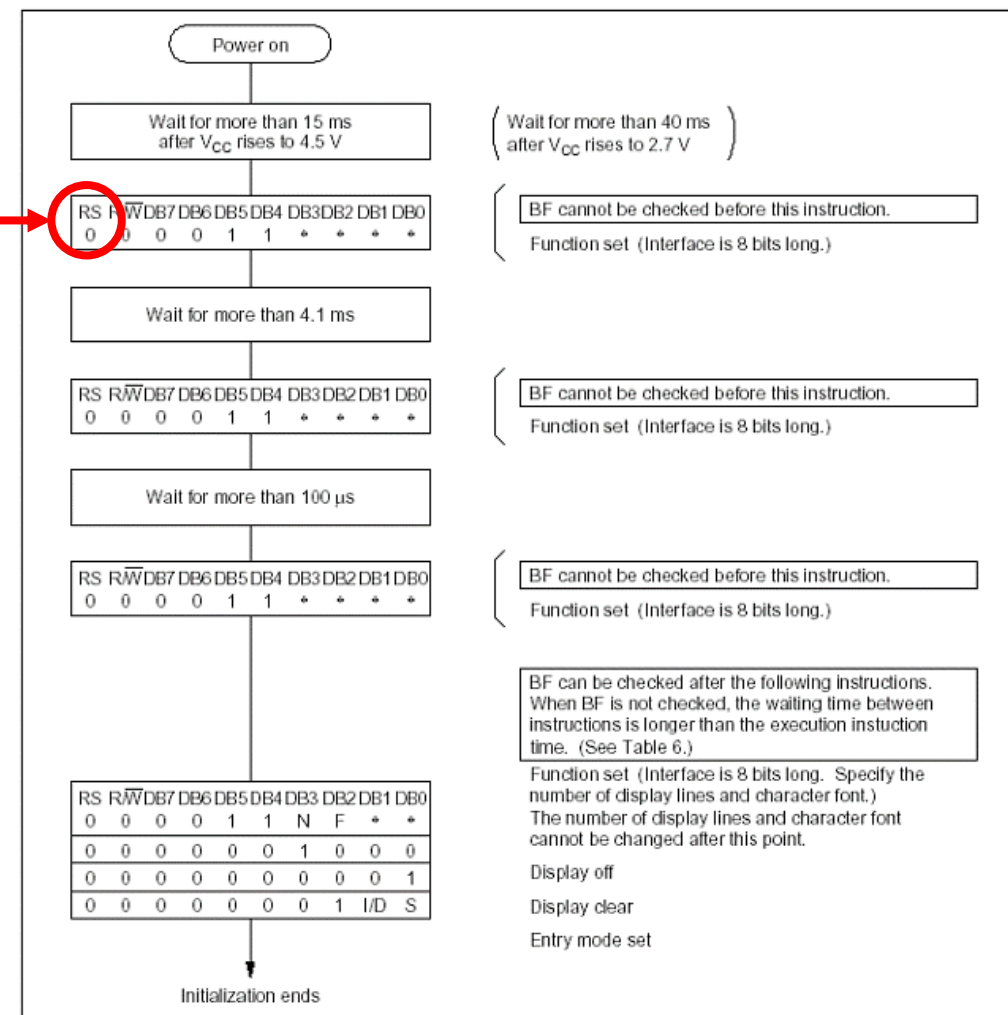 Power on
Wait for more than 15 ms
after VCC rises to 4.5 V
Wait for more than 40 ms
after VCC rises to 2.7 V
RS R/W DB7 DB6 DB5 DB4 DB3 DB2 DB1 DB0
0 0 0 0 1 1 * * * *
BF cannot be checked before this instruction.
Function set (Interface is 8 bits long.)
Wait for more than 4.1 ms
RS R/W DB7 DB6 DB5 DB4 DB3 DB2 DB1 DB0
0 0 0 0 1 1 * * * *
BF cannot be checked before this instruction.
Function set (Interface is 8 bits long.)
Wait for more than 100 μs
RS R/W DB7 DB6 DB5 DB4 DB3 DB2 DB1 DB0
0 0 0 0 1 1 * * * *
BF cannot be checked before this instruction.
Function set (Interface is 8 bits long.)
BF can be checked after the following instructions.
When BF is not checked, the waiting time between
instructions is longer than the execution instuction
time. (See Table 6.)
RS R/W DB7 DB6 DB5 DB4 DB3 DB2 DB1 DB0
0 0 0 0 1 1 N F * *
0 0 0 0 0 0 1 0 0 0
0 0 0 0 0 0 0 0 0 1
0 0 0 0 0 0 0 1 I/D S
Function set (Interface is 8 bits long. Specify the
number of display lines and character font.)
The number of display lines and character font
cannot be changed after this point.
Display off
Display clear
Entry mode set
Initialization ends